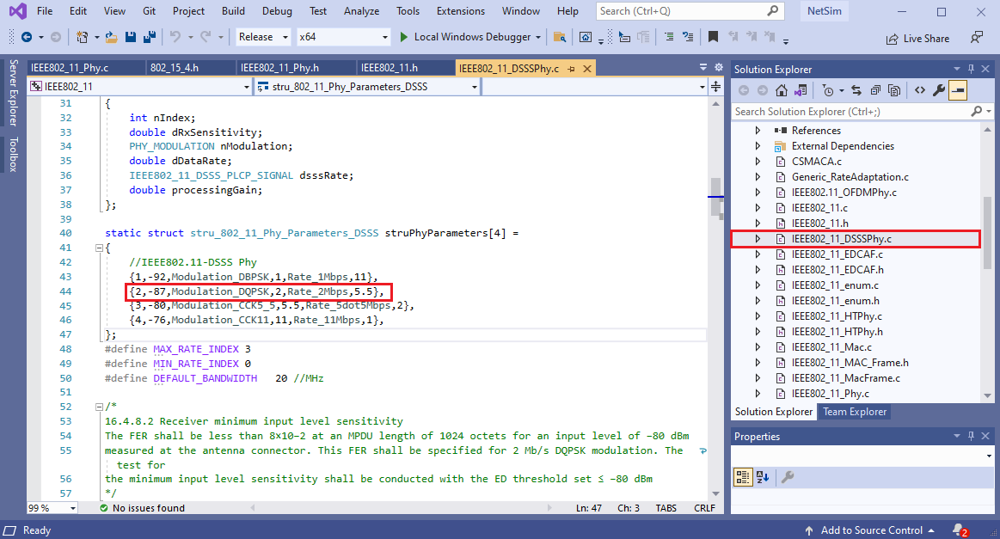 File Edit View Git Project Build Debug Test Analyze Tools Extensions Window Help Search (Ctrl+Q) NetSim
Release x64 Local Windows Debugger Live Share
Server Explorer
Toolbox
IEEE802_11_Phy.c 802_15_4.h IEEE802_11_Phy.h IEEE802_11.h IEEE802_11_DSSSPhy.c
IEEE802_11 stru_802_11_Phy_Parameters_DSSS
31 {
32 int nIndex;
33 double dRxSensitivity;
34 PHY_MODULATION nModulation;
35 double dDataRate;
36 IEEE802_11_DSSS_PLCP_SIGNAL dsssRate;
37 double processingGain;
38 };
39
40 static struct stru_802_11_Phy_Parameters_DSSS struPhyParameters[4] =
41 {
42 //IEEE802.11-DSSS Phy
43 {1,-92,Modulation_DBPSK,1,Rate_1Mbps,11},
44 {2,-87,Modulation_DQPSK,2,Rate_2Mbps,5.5},
45 {3,-80,Modulation_CCK5_5,5.5,Rate_5dot5Mbps,2},
46 {4,-76,Modulation_CCK11,11,Rate_11Mbps,1},
47 };
48 #define MAX_RATE_INDEX 3
49 #define MIN_RATE_INDEX 0
50 #define DEFAULT_BANDWIDTH 20 //MHz
51
52 /*
53 16.4.8.2 Receiver minimum input level sensitivity
54 The FER shall be less than 8×10−2 at an MPDU length of 1024 octets for an input level of −80 dBm
55 measured at the antenna connector. This FER shall be specified for 2 Mb/s DQPSK modulation. The
test for
56 the minimum input level sensitivity shall be conducted with the ED threshold set ≤ −80 dBm
57 */
99 % No issues found Ln: 47 Ch: 3 TABS CRLF
Solution Explorer
Search Solution Explorer (Ctrl+;)
References
External Dependencies
CSMACA.c
Generic_RateAdaptation.c
IEEE802.11_OFDMPhy.c
IEEE802_11.c
IEEE802_11.h
IEEE802_11_DSSSPhy.c
IEEE802_11_EDCAF.c
IEEE802_11_EDCAF.h
IEEE802_11_enum.c
IEEE802_11_enum.h
IEEE802_11_HTPhy.c
IEEE802_11_HTPhy.h
IEEE802_11_Mac.c
IEEE802_11_MAC_Frame.h
IEEE802_11_MacFrame.c
IEEE802_11_Phy.c
Solution Explorer Team Explorer
Properties
Ready Add to Source Control 2